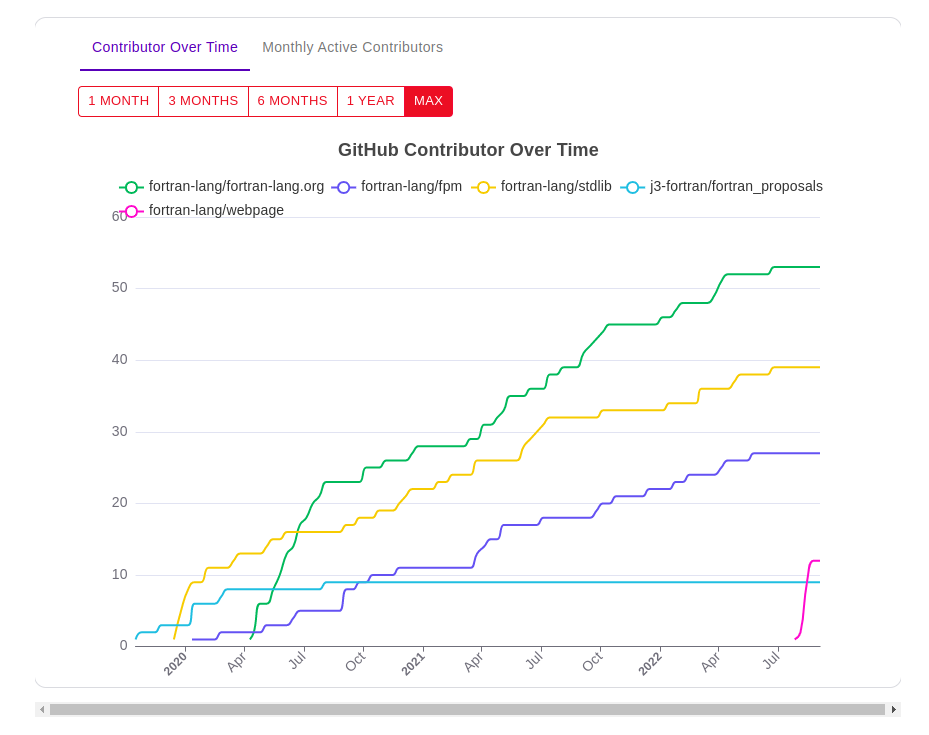 Contributor Over Time Monthly Active Contributors
1 MONTH 3 MONTHS 6 MONTHS 1 YEAR MAX
GitHub Contributor Over Time
fortran-lang/fortran-lang.org fortran-lang/fpm fortran-lang/stdlib j3-fortran/fortran_proposals
fortran-lang/webpage
60
50
40
30
20
10
0
2020 Apr Jul Oct 2021 Apr Jul Oct 2022 Apr Jul